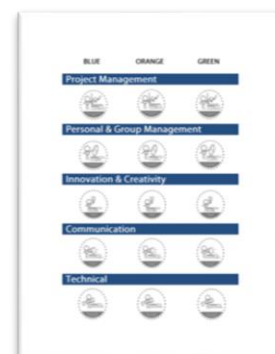 BLUE ORANGE GREEN
Project Management
Personal & Group Management
Innovation & Creativity
Communication
Technical